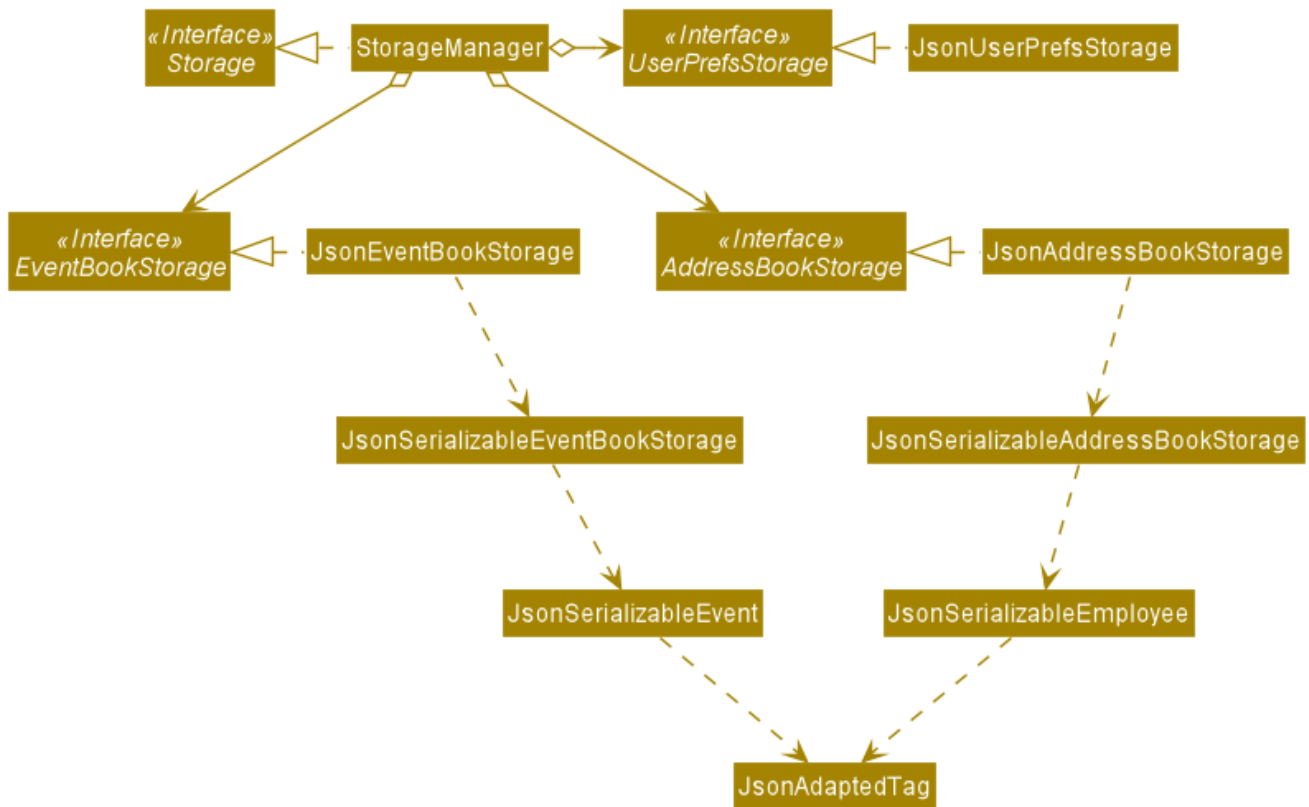 «Interface»
Storage
StorageManager
«Interface»
UserPrefsStorage
JsonUserPrefsStorage
«Interface»
EventBookStorage
JsonEventBookStorage
«Interface»
AddressBookStorage
JsonAddressBookStorage
JsonSerializableEventBookStorage
JsonSerializableAddressBookStorage
JsonSerializableEvent
JsonSerializableEmployee
JsonAdaptedTag